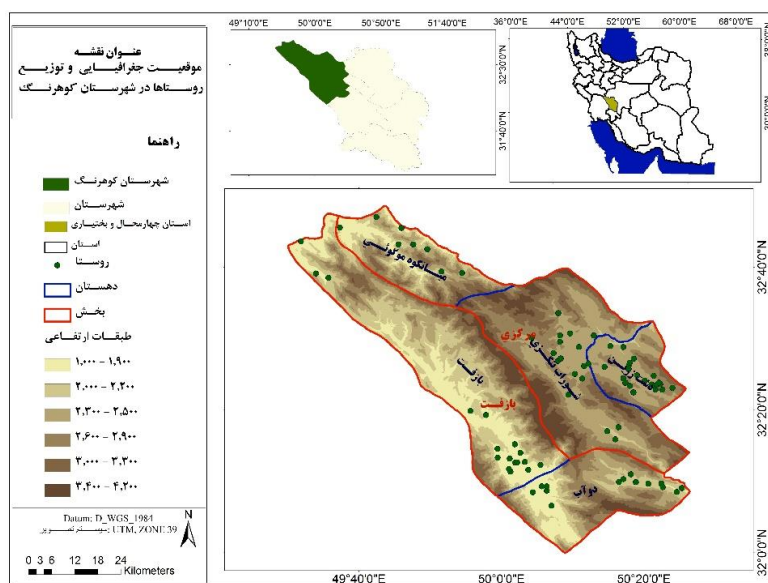 عنوان نقشه
موقعیت جغرافیایی و توزیع
روستاها در شهرستان کوهرنگ
راهنما
شهرستان کوهرنگ
شهرستان
استان چهارمحال و بختیاری
استان
روستا
دهستان
بخش
طبقات ارتفاعی
۱,۰۰۰ - ۱,۹۰۰
۲,۰۰۰ - ۲,۲۰۰
۲,۳۰۰ - ۲,۵۰۰
۲,۶۰۰ - ۲,۹۰۰
۳,۰۰۰ - ۳,۳۰۰
۳,۴۰۰ - ۴,۲۰۰
Datum: D_WGS_1984
سیستم تصویر: UTM, ZONE 39
N
0 3 6 12 18 24
Kilometers
49°10'0"E 50°0'0"E 50°50'0"E 51°40'0"E
32°30'0"N
31°40'0"N
36°0'0"E 44°0'0"E 52°0'0"E 60°0'0"E 68°0'0"E
میانکوه موگوئی
مرکزی
شوراب تنگزی
بازفت
بازفت
دوآب
32°40'0"N
32°20'0"N
32°0'0"N
49°40'0"E 50°0'0"E 50°20'0"E